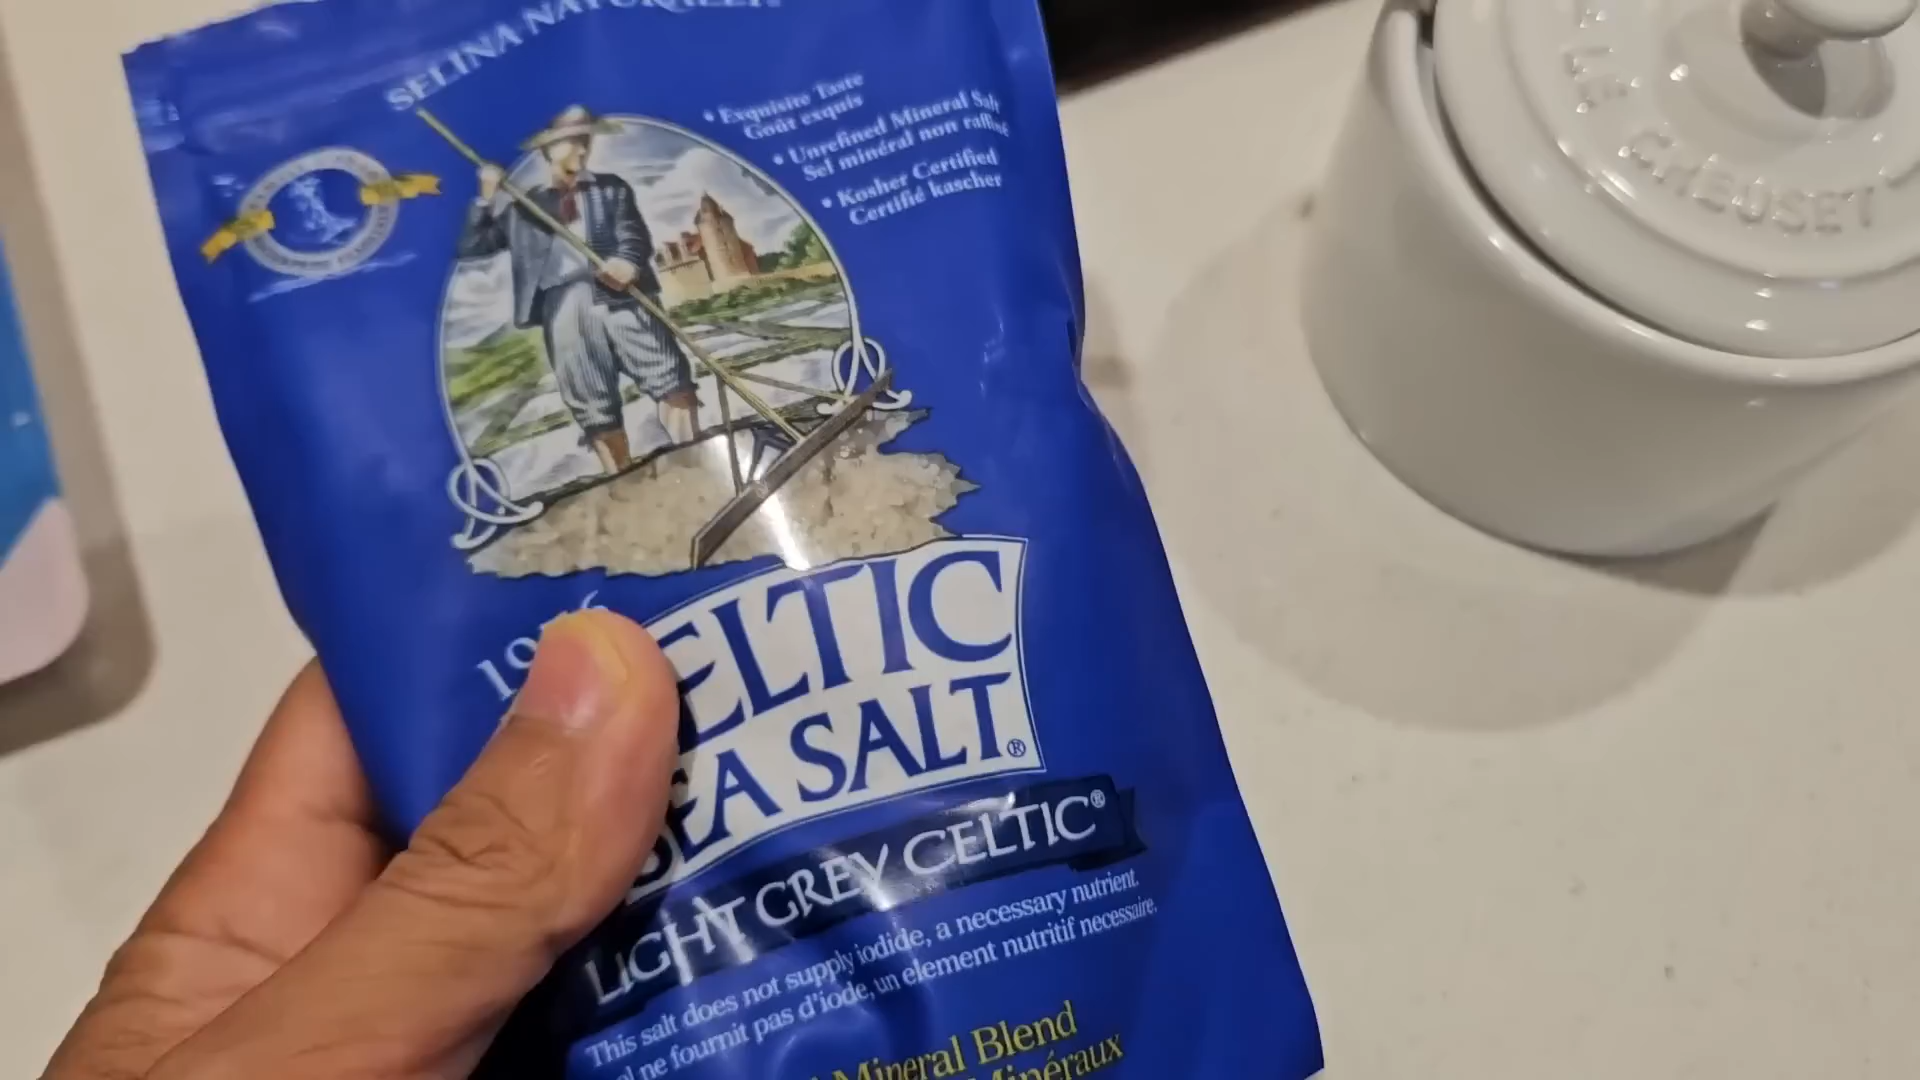 SELINA NATURALLY®
• Exquisite Taste
Goût exquis
• Unrefined Mineral Salt
Sel minéral non raffiné
• Kosher Certified
Certifié kascher
ELTIC
SEA SALT®
LIGHT GREY CELTIC®
This salt does not supply iodide, a necessary nutrient.
el ne fournit pas d'iode, un element nutritif necessaire.
Mineral Blend
Minéraux
LE CREUSET